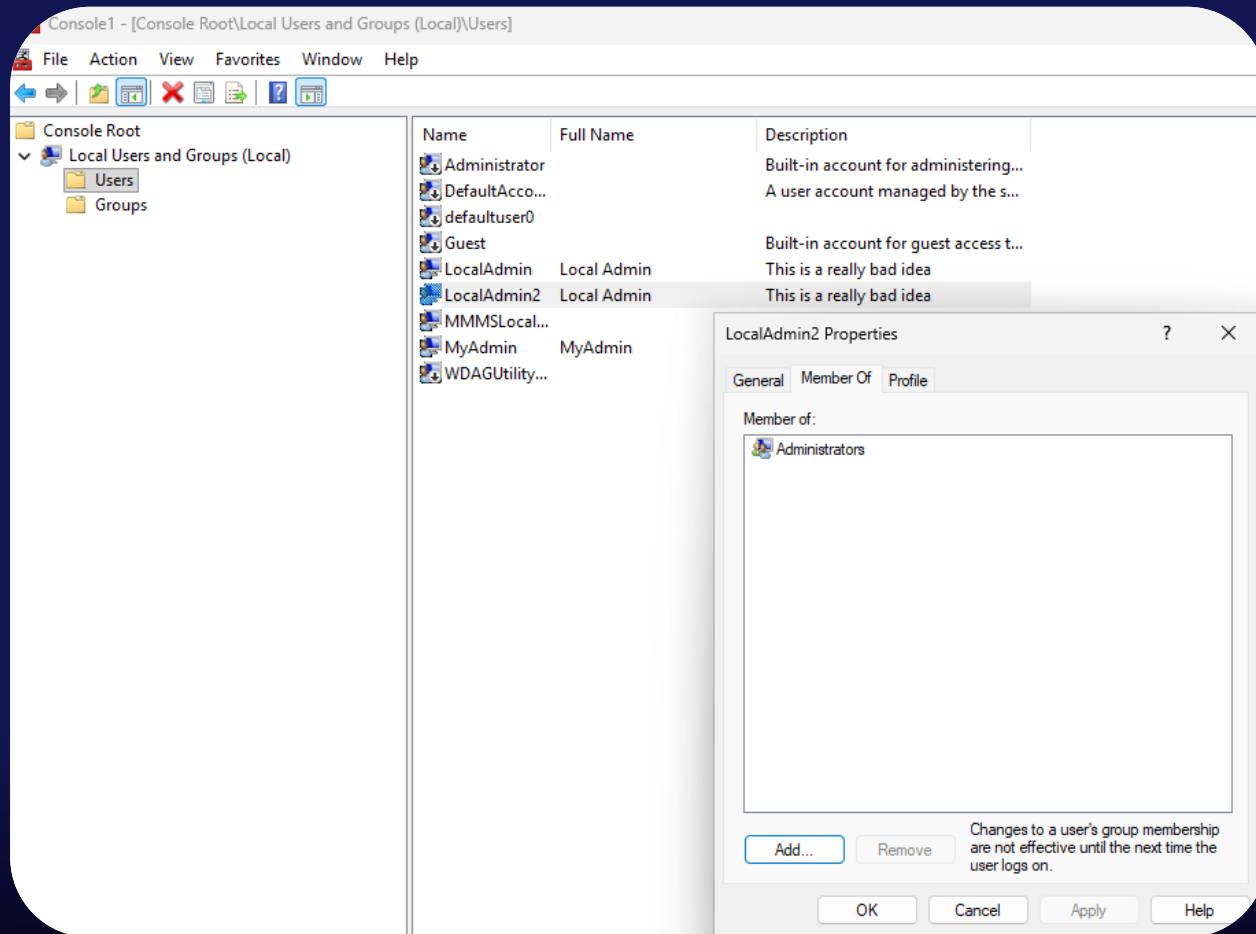 Console1 - [Console Root\Local Users and Groups (Local)\Users]
File Action View Favorites Window Help
Console Root
Local Users and Groups (Local)
Users
Groups
Name Full Name Description
Administrator Built-in account for administering...
DefaultAcco... A user account managed by the s...
defaultuser0
Guest Built-in account for guest access t...
LocalAdmin Local Admin This is a really bad idea
LocalAdmin2 Local Admin This is a really bad idea
MMMSLocal...
MyAdmin MyAdmin
WDAGUtility...
LocalAdmin2 Properties ?
General Member Of Profile
Member of:
Administrators
Add... Remove
Changes to a user's group membership
are not effective until the next time the
user logs on.
OK Cancel Apply Help